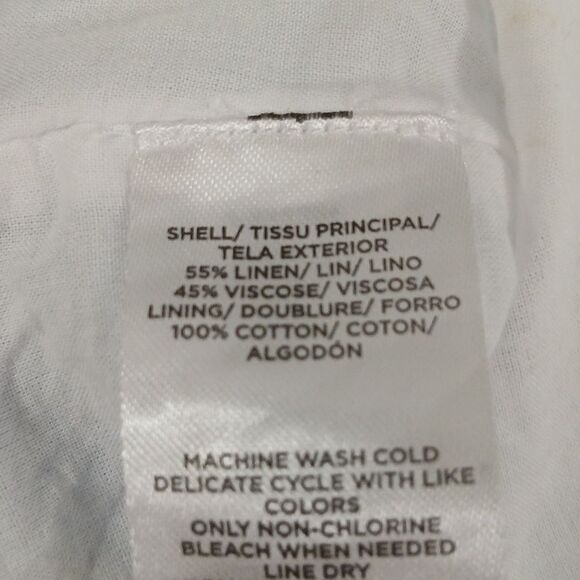 SHELL/ TISSU PRINCIPAL/
TELA EXTERIOR
55% LINEN/ LIN/ LINO
45% VISCOSE/ VISCOSA
LINING/ DOUBLURE/ FORRO
100% COTTON/ COTON/
ALGODÓN
MACHINE WASH COLD
DELICATE CYCLE WITH LIKE
COLORS
ONLY NON-CHLORINE
BLEACH WHEN NEEDED
LINE DRY